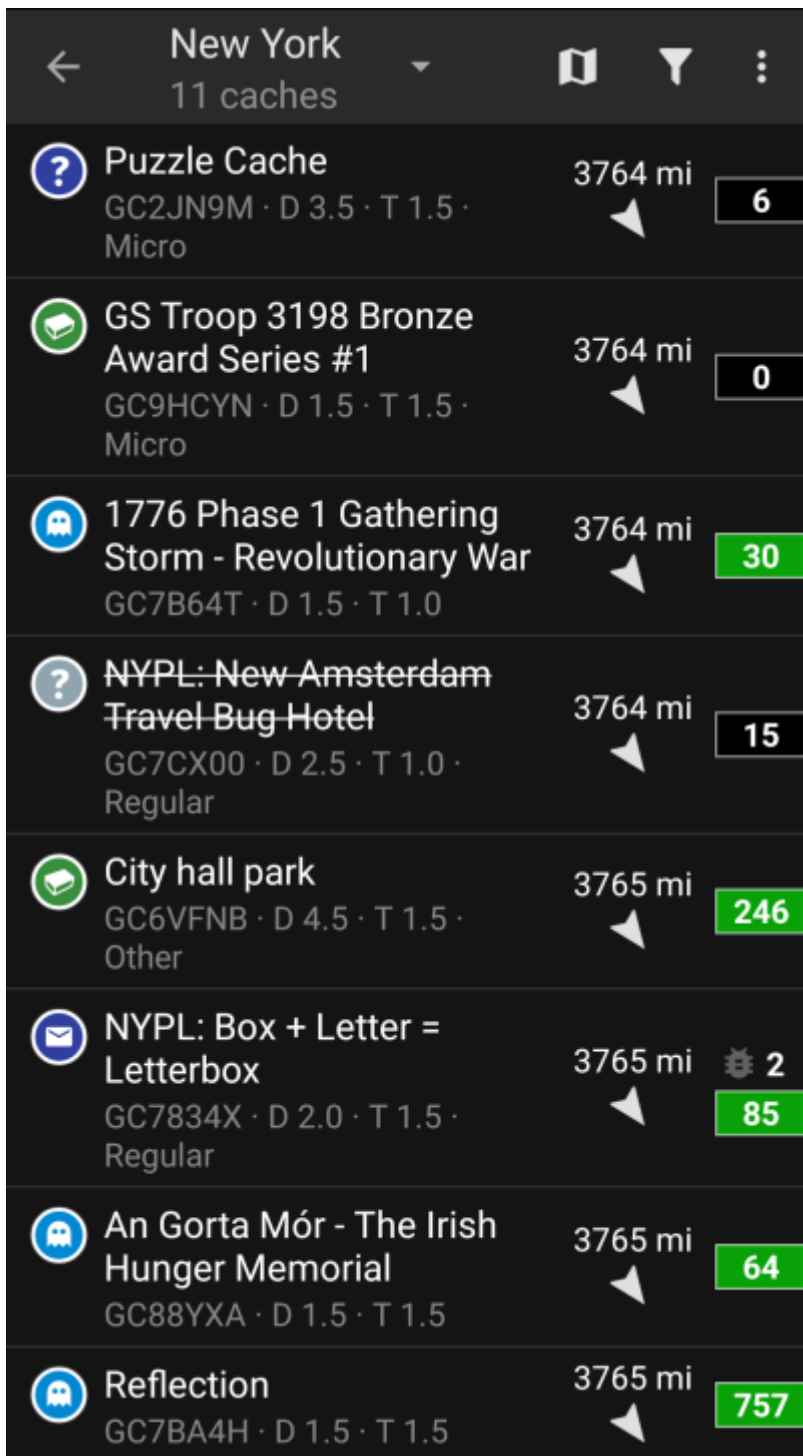 New York
11 caches
Puzzle Cache
3764 mi
6
GC2JN9M · D 3.5 · T 1.5 ·
Micro
GS Troop 3198 Bronze
Award Series #1
3764 mi
0
GC9HCYN · D 1.5 · T 1.5 ·
Micro
1776 Phase 1 Gathering
Storm - Revolutionary War
3764 mi
30
GC7B64T · D 1.5 · T 1.0
NYPL: New Amsterdam
Travel Bug Hotel
3764 mi
15
GC7CX00 · D 2.5 · T 1.0 ·
Regular
City hall park
3765 mi
246
GC6VFNB · D 4.5 · T 1.5 ·
Other
NYPL: Box + Letter =
Letterbox
3765 mi
2
85
GC7834X · D 2.0 · T 1.5 ·
Regular
An Gorta Mór - The Irish
Hunger Memorial
3765 mi
64
GC88YXA · D 1.5 · T 1.5
Reflection
3765 mi
757
GC7BA4H · D 1.5 · T 1.5